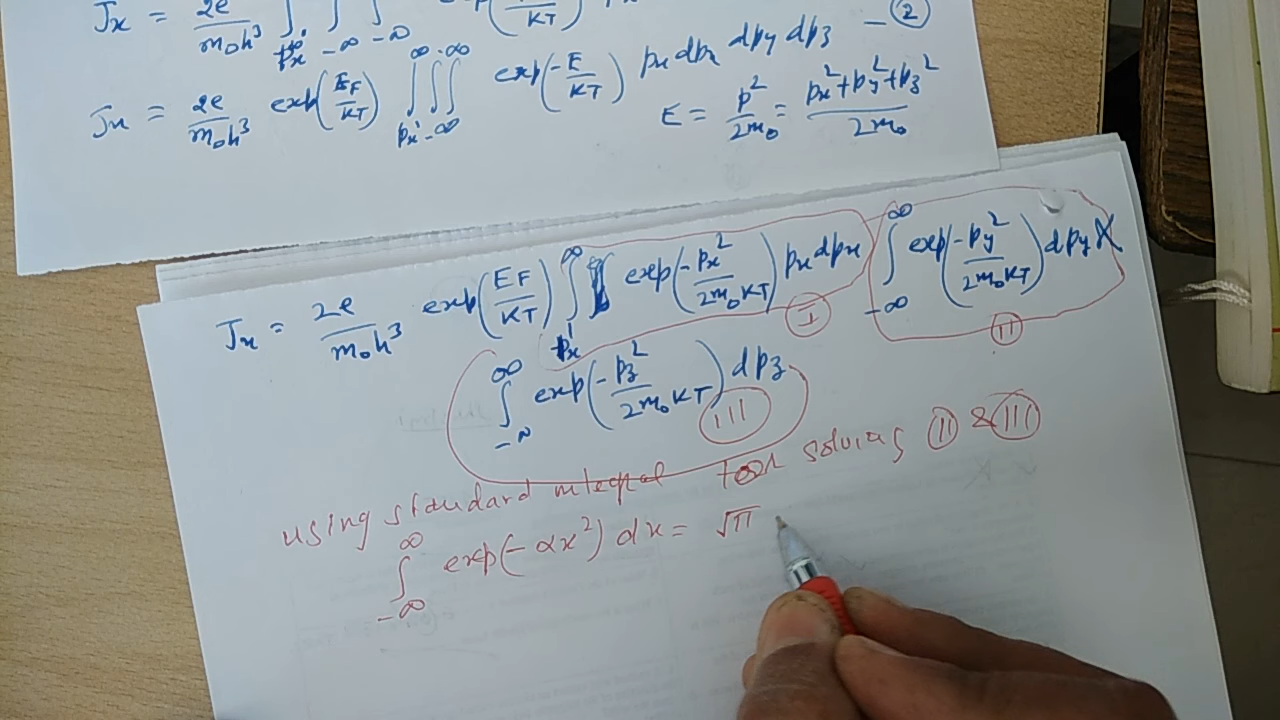 Jx = 2e/m₀h³ ∫px' ∫-∞ ∫-∞ exp( /KT) — ②
Jx = 2e/m₀h³ exp(EF/KT) ∫px'^∞ ∫∫-∞^∞ exp(-E/KT) px dpx dpy dpz
E = p²/2m₀ = px²+py²+pz²/2m₀
Jx = 2e/m₀h³ exp(EF/KT) ∫px'^∞ exp(-px²/2m₀KT) px dpx ∫-∞^∞ exp(-py²/2m₀KT) dpy X
I II
∫-∞^∞ exp(-pz²/2m₀KT) dpz
III
using standard integral for solving II & III
∫-∞^∞ exp(-αx²) dx = √π